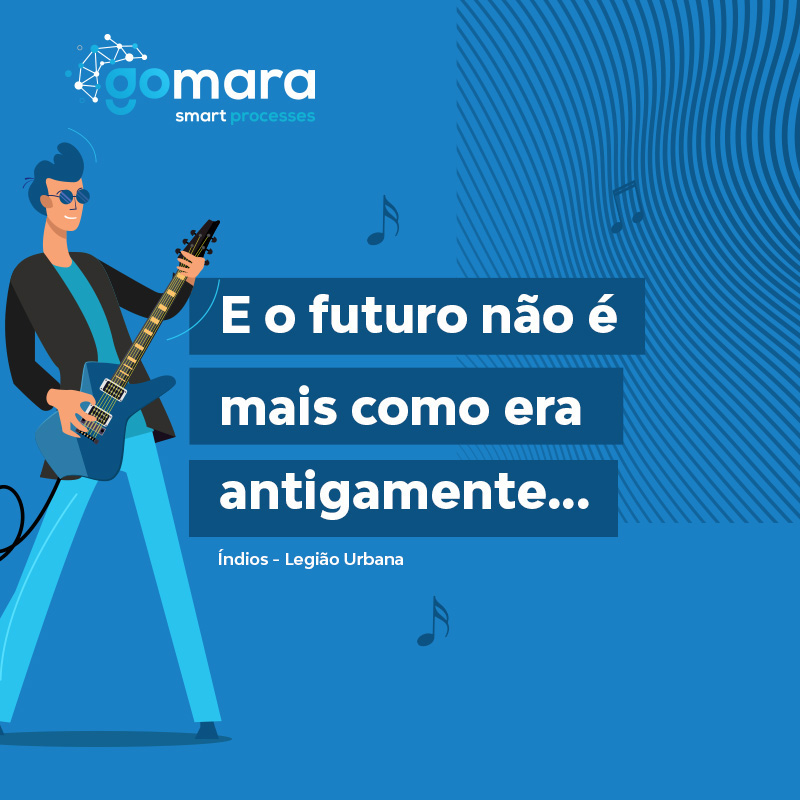 gomara
smart processes
E o futuro não é
mais como era
antigamente...
Índios - Legião Urbana